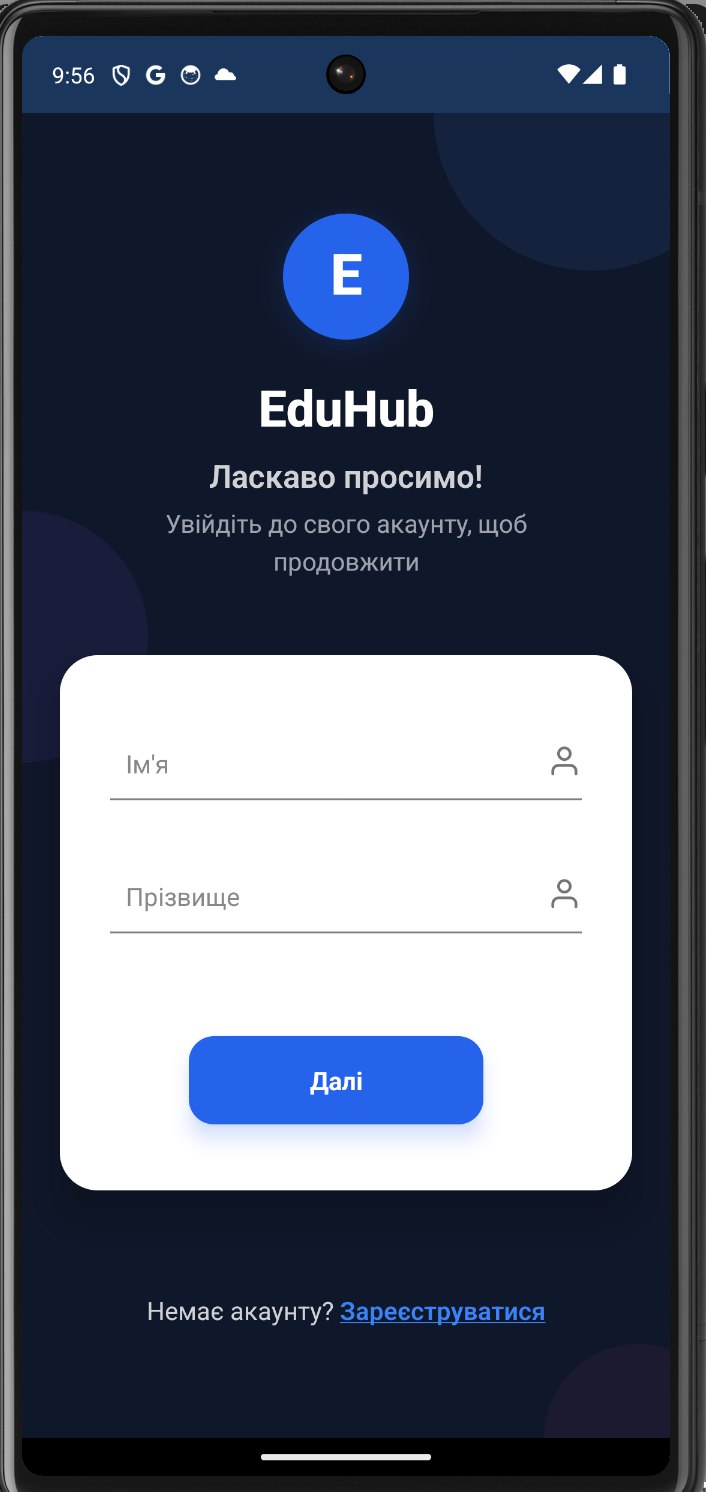 9:56
E
EduHub
Ласкаво просимо!
Увійдіть до свого акаунту, щоб
продовжити
Ім'я
Прізвище
Далі
Немає акаунту? Зареєструватися